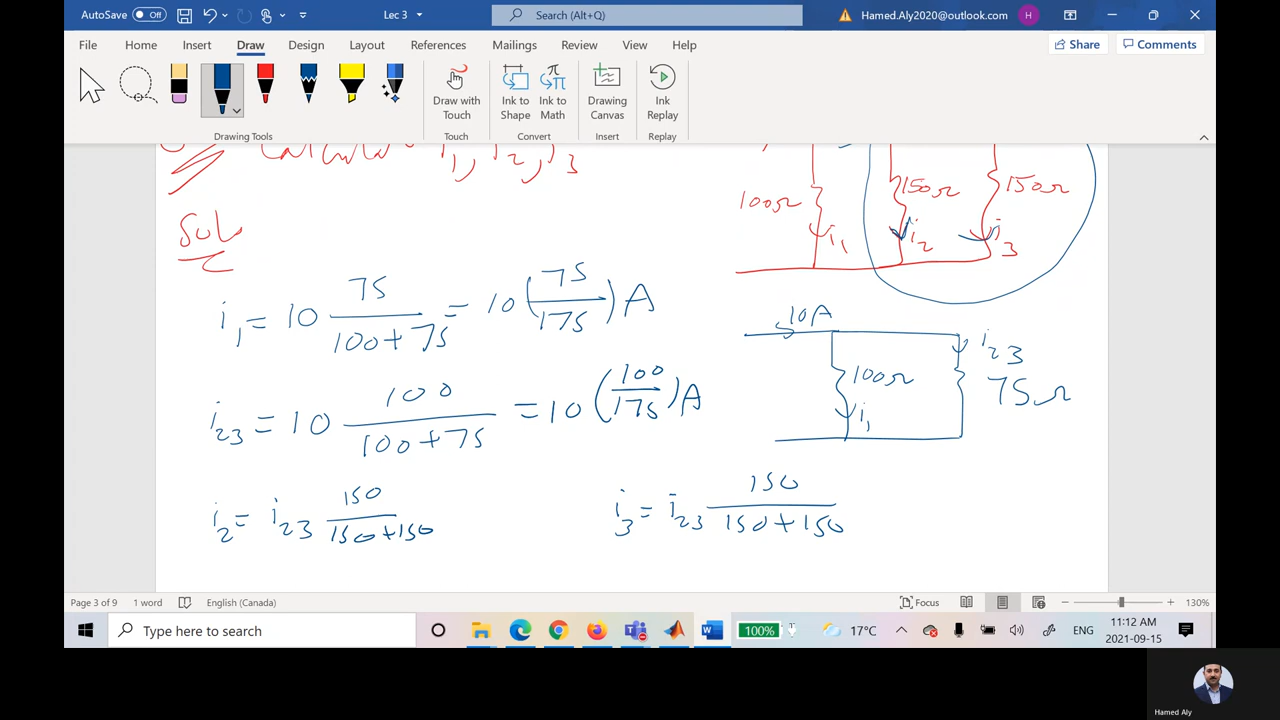 AutoSave Off Lec 3 Search (Alt+Q) Hamed.Aly2020@outlook.com H
File Home Insert Draw Design Layout References Mailings Review View Help Share Comments
Draw with Touch Ink to Shape Ink to Math Drawing Canvas Ink Replay
Drawing Tools Touch Convert Insert Replay
i1, i2, i3
100Ω 150Ω 150Ω
i1 i2 i3
Sol
i1 = 10 75/(100+75) = 10 (75/175) A
10A
i23
100Ω 75Ω
i1
i23 = 10 100/(100+75) = 10 (100/175) A
i2 = i23 150/(150+150) i3 = i23 150/(150+150)
Page 3 of 9 1 word English (Canada) Focus 130%
Type here to search 100% 17°C ENG 11:12 AM 2021-09-15
Hamed Aly